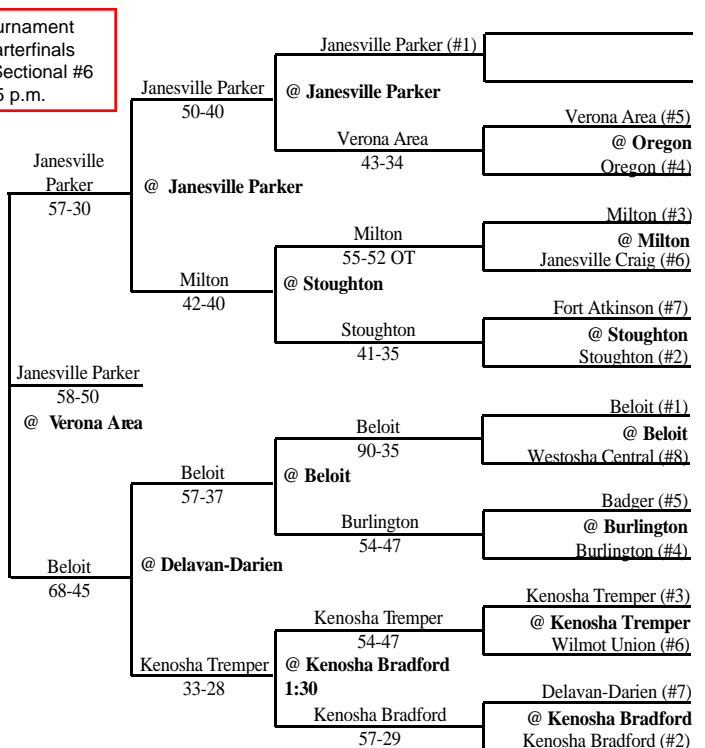 urnament
arterfinals
Sectional #6
5 p.m.
Janesville Parker (#1)
Janesville Parker
50-40
@ Janesville Parker
Verona Area (#5)
@ Oregon
Oregon (#4)
Verona Area
43-34
Janesville
Parker
57-30
@ Janesville Parker
Milton (#3)
@ Milton
Janesville Craig (#6)
Milton
55-52 OT
Milton
42-40
@ Stoughton
Fort Atkinson (#7)
@ Stoughton
Stoughton (#2)
Stoughton
41-35
Janesville Parker
58-50
@ Verona Area
Beloit (#1)
@ Beloit
Westosha Central (#8)
Beloit
90-35
Beloit
57-37
@ Beloit
Badger (#5)
@ Burlington
Burlington (#4)
Burlington
54-47
Beloit
68-45
@ Delavan-Darien
Kenosha Tremper (#3)
@ Kenosha Tremper
Wilmot Union (#6)
Kenosha Tremper
54-47
Kenosha Tremper
33-28
@ Kenosha Bradford
1:30
Delavan-Darien (#7)
@ Kenosha Bradford
Kenosha Bradford (#2)
Kenosha Bradford
57-29